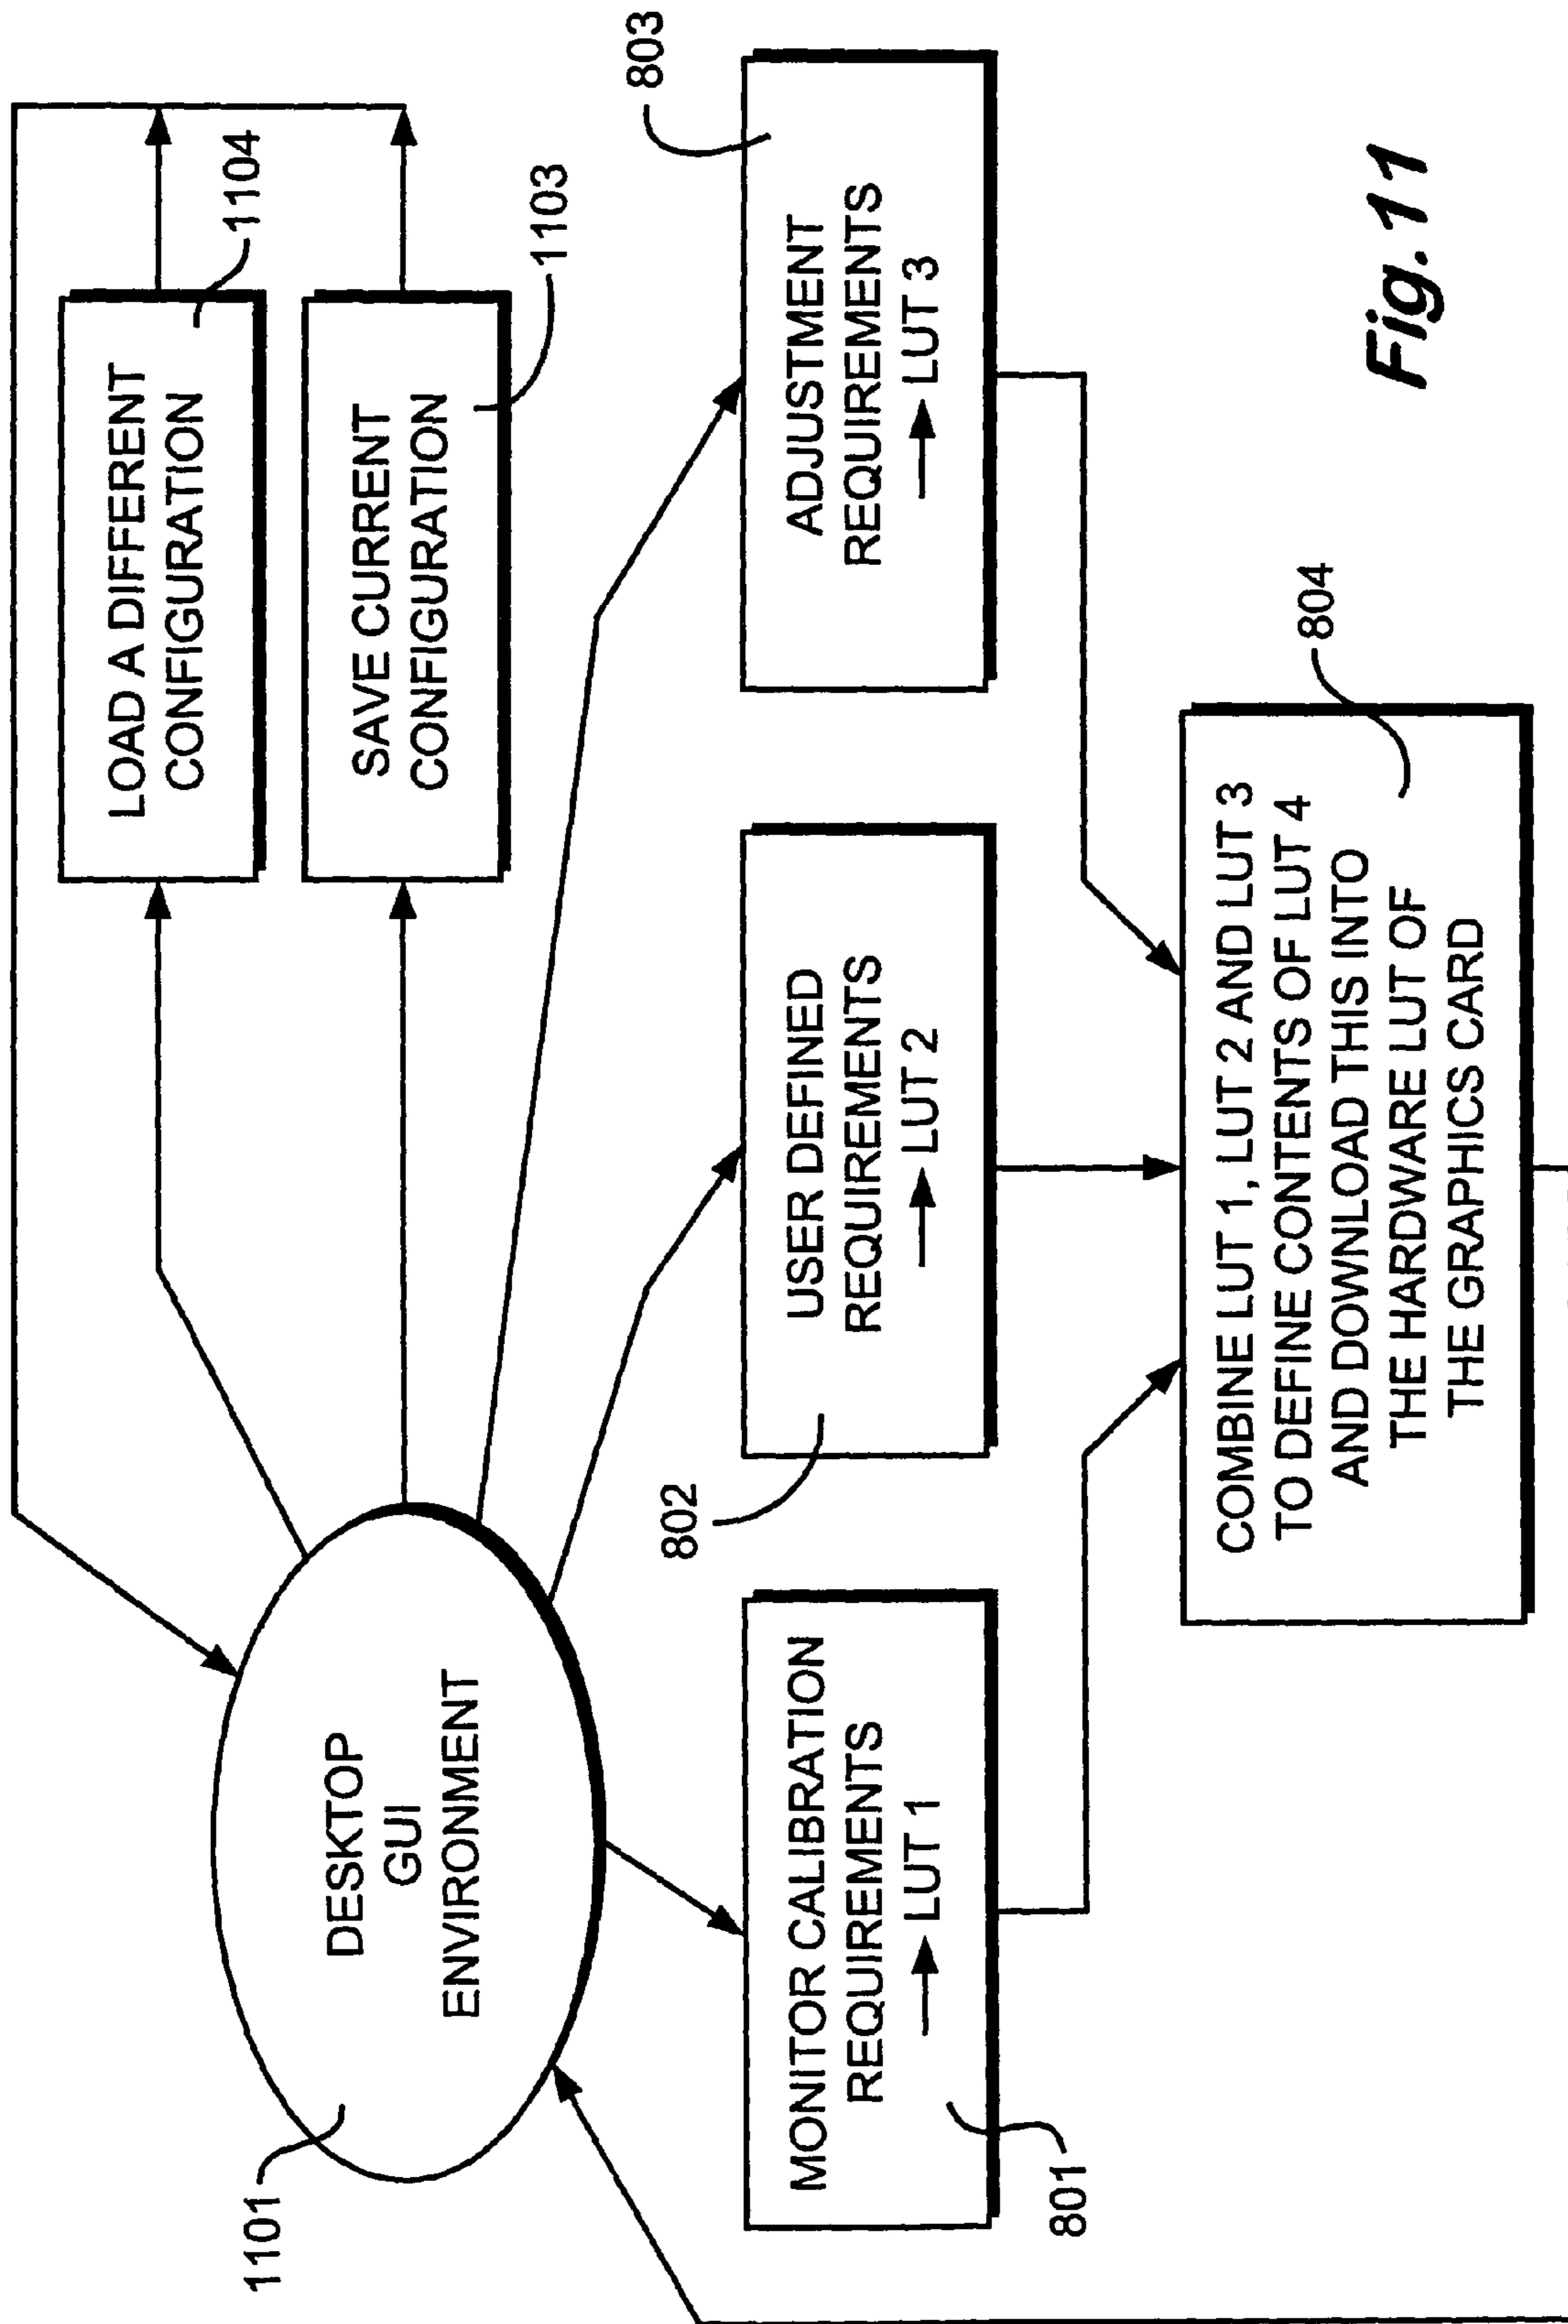 1101
DESKTOP
GUI
ENVIRONMENT
LOAD A DIFFERENT
CONFIGURATION
1104
SAVE CURRENT
CONFIGURATION
1103
MONITOR CALIBRATION
REQUIREMENTS
LUT 1
801
802
USER DEFINED
REQUIREMENTS
LUT 2
803
ADJUSTMENT
REQUIREMENTS
LUT 3
COMBINE LUT 1, LUT 2 AND LUT 3
TO DEFINE CONTENTS OF LUT 4
AND DOWNLOAD THIS INTO
THE HARDWARE LUT OF
THE GRAPHICS CARD
804
Fig.11